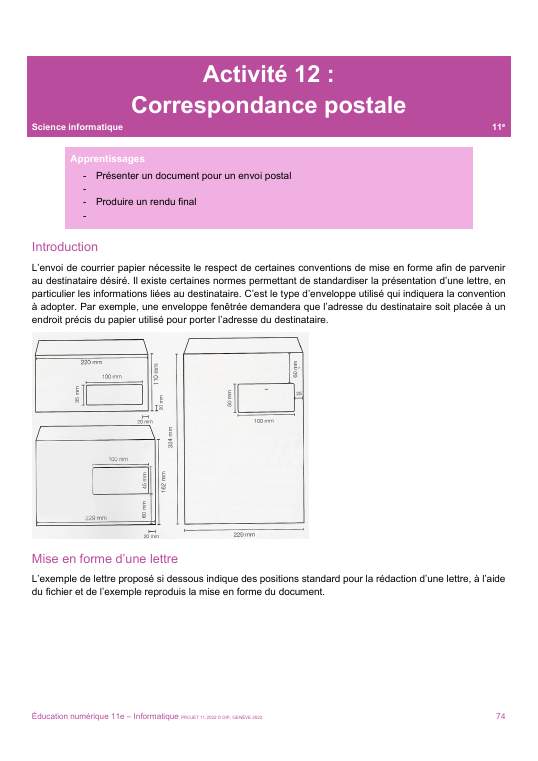 Activité 12 :
Correspondance postale
Science informatique 11e
Apprentissages
- Présenter un document pour un envoi postal
-
- Produire un rendu final
-
Introduction
L'envoi de courrier papier nécessite le respect de certaines conventions de mise en forme afin de parvenir
au destinataire désiré. Il existe certaines normes permettant de standardiser la présentation d'une lettre, en
particulier les informations liées au destinataire. C'est le type d'enveloppe utilisé qui indiquera la convention
à adopter. Par exemple, une enveloppe fenêtrée demandera que l'adresse du destinataire soit placée à un
endroit précis du papier utilisé pour porter l'adresse du destinataire.
220 mm
100 mm
35 mm
110 mm
20 mm
100 mm
45 mm
60 mm
229 mm
20 mm
162 mm
324 mm
60 mm
100 mm
229 mm
Mise en forme d'une lettre
L'exemple de lettre proposé si dessous indique des positions standard pour la rédaction d'une lettre, à l'aide
du fichier et de l'exemple reproduis la mise en forme du document.
Éducation numérique 11e – Informatique PROJET 11.2022 © DIP, GENÈVE 2022 74